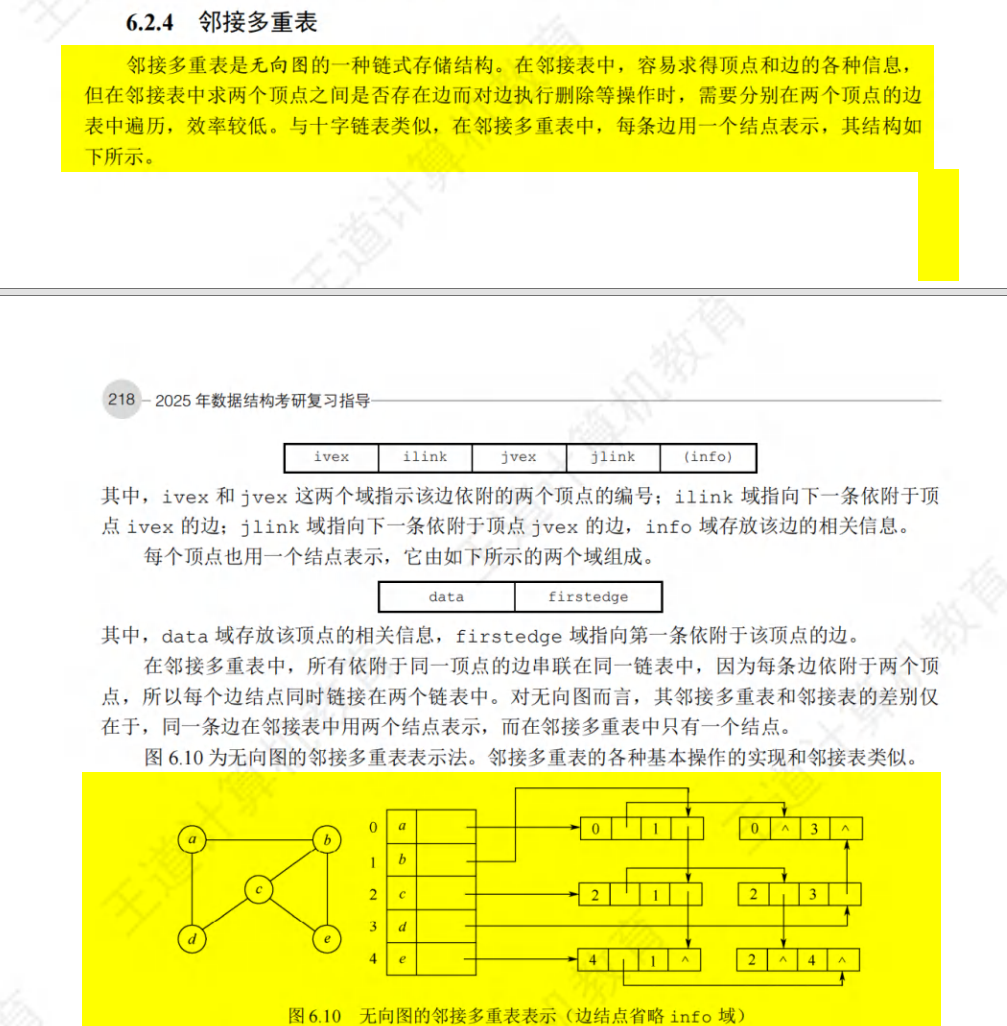 6.2.4 邻接多重表
邻接多重表是无向图的一种链式存储结构。在邻接表中，容易求得顶点和边的各种信息，
但在邻接表中求两个顶点之间是否存在边而对边执行删除等操作时，需要分别在两个顶点的边
表中遍历，效率较低。与十字链表类似，在邻接多重表中，每条边用一个结点表示，其结构如
下所示。
王道计算机教育
王道计算机教育
218 2025 年数据结构考研复习指导
ivex ilink jvex jlink (info)
其中，ivex 和 jvex 这两个域指示该边依附的两个顶点的编号；ilink 域指向下一条依附于顶
点 ivex 的边；jlink 域指向下一条依附于顶点 jvex 的边，info 域存放该边的相关信息。
每个顶点也用一个结点表示，它由如下所示的两个域组成。
data firstedge
其中，data 域存放该顶点的相关信息，firstedge 域指向第一条依附于该顶点的边。
在邻接多重表中，所有依附于同一顶点的边串联在同一链表中，因为每条边依附于两个顶
点，所以每个边结点同时链接在两个链表中。对无向图而言，其邻接多重表和邻接表的差别仅
在于，同一条边在邻接表中用两个结点表示，而在邻接多重表中只有一个结点。
图 6.10 为无向图的邻接多重表表示法。邻接多重表的各种基本操作的实现和邻接表类似。
王道计算机教育
王道计算机教育
a b c d e
0 a 0 1 0 ^ 3 ^
1 b
2 c 2 1 2 3
3 d
4 e 4 1 ^ 2 ^ 4 ^
图 6.10 无向图的邻接多重表表示（边结点省略 info 域）